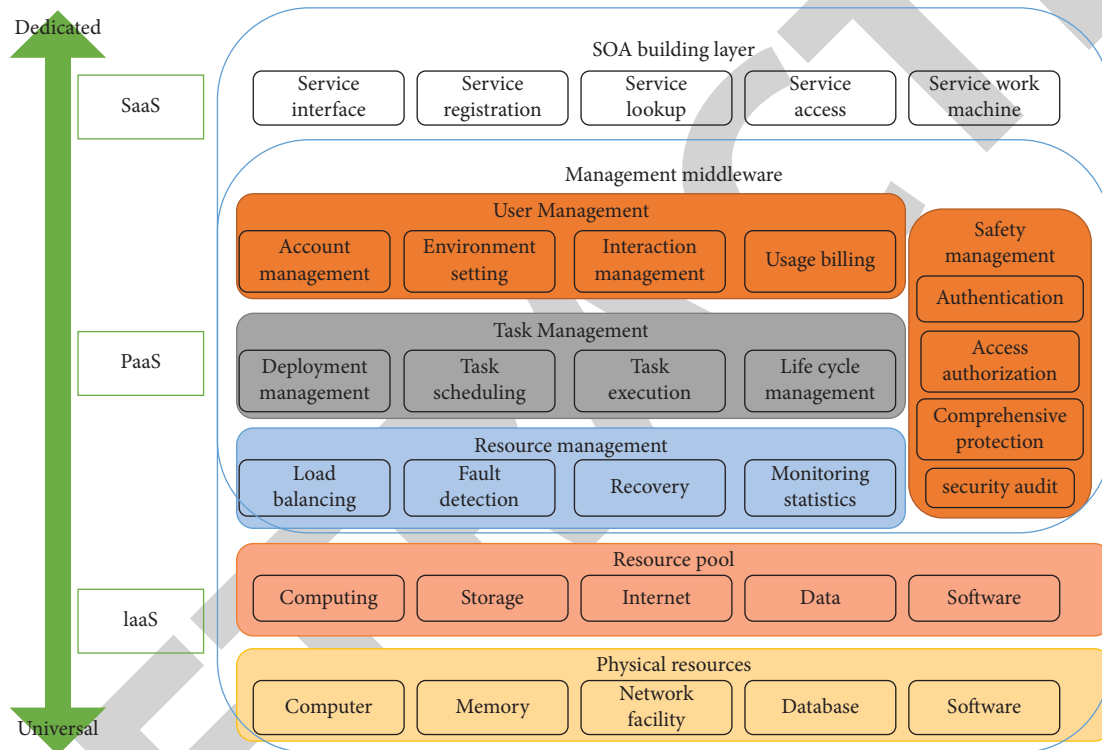 Dedicated
SOA building layer
SaaS
Service
interface
Service
registration
Service
lookup
Service
access
Service work
machine
Management middleware
User Management
Account
management
Environment
setting
Interaction
management
Usage billing
Safety
management
Authentication
Access
authorization
Comprehensive
protection
security audit
PaaS
Task Management
Deployment
management
Task
scheduling
Task
execution
Life cycle
management
Resource management
Load
balancing
Fault
detection
Recovery
Monitoring
statistics
laaS
Resource pool
Computing
Storage
Internet
Data
Software
Physical resources
Computer
Memory
Network
facility
Database
Software
Universal